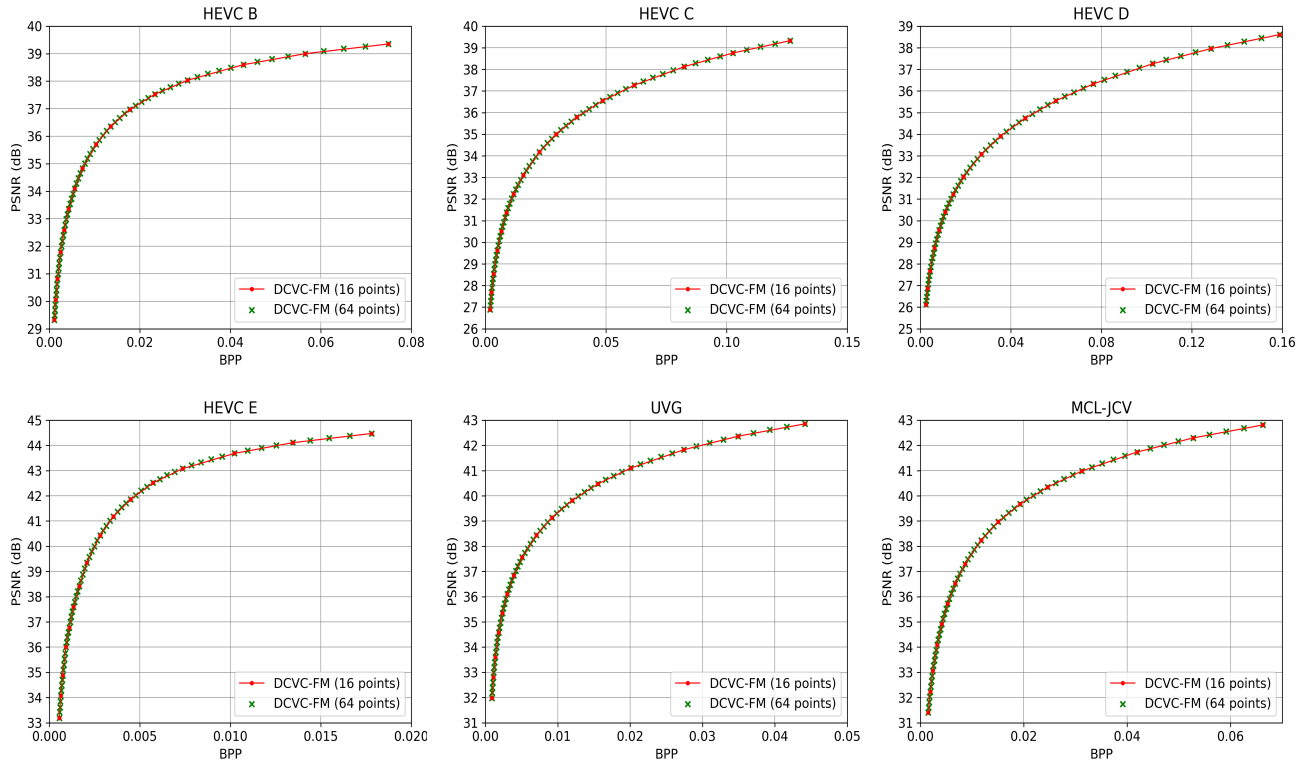 HEVC B
40
39
38
37
36
35
34
33
32
31
30
29
PSNR (dB)
0.00 0.02 0.04 0.06 0.08
BPP
DCVC-FM (16 points)
DCVC-FM (64 points)
HEVC C
40
39
38
37
36
35
34
33
32
31
30
29
28
27
26
PSNR (dB)
0.00 0.05 0.10 0.15
BPP
DCVC-FM (16 points)
DCVC-FM (64 points)
HEVC D
39
38
37
36
35
34
33
32
31
30
29
28
27
26
25
PSNR (dB)
0.00 0.04 0.08 0.12 0.16
BPP
DCVC-FM (16 points)
DCVC-FM (64 points)
HEVC E
45
44
43
42
41
40
39
38
37
36
35
34
33
PSNR (dB)
0.000 0.005 0.010 0.015 0.020
BPP
DCVC-FM (16 points)
DCVC-FM (64 points)
UVG
43
42
41
40
39
38
37
36
35
34
33
32
31
PSNR (dB)
0.00 0.01 0.02 0.03 0.04 0.05
BPP
DCVC-FM (16 points)
DCVC-FM (64 points)
MCL-JCV
43
42
41
40
39
38
37
36
35
34
33
32
31
PSNR (dB)
0.00 0.02 0.04 0.06
BPP
DCVC-FM (16 points)
DCVC-FM (64 points)